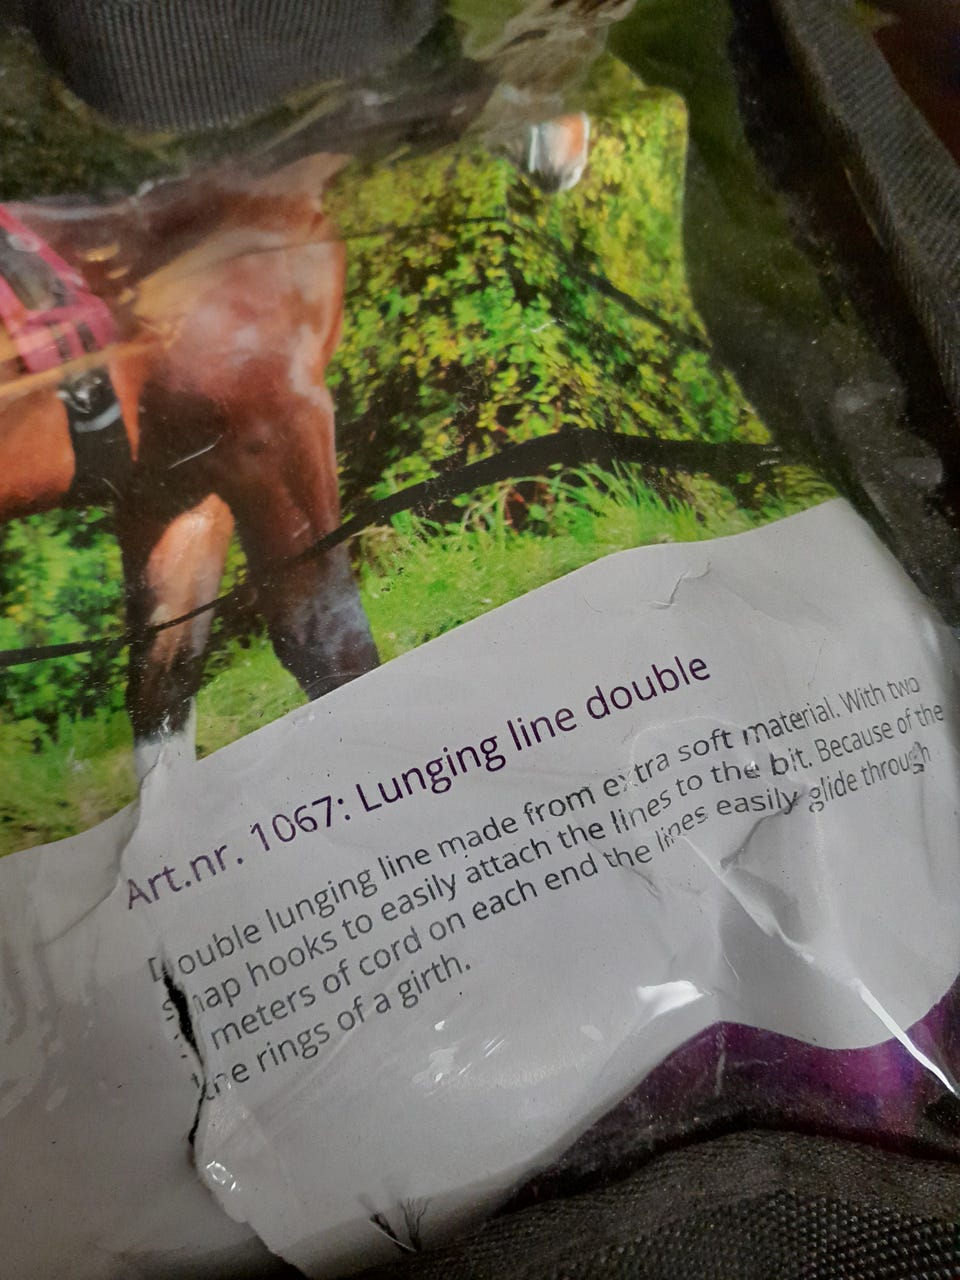 Art.nr. 1067: Lunging line double
Double lunging line made from extra soft material. With two
snap hooks to easily attach the lines to the bit. Because of the
meters of cord on each end the lines easily glide through
the rings of a girth.